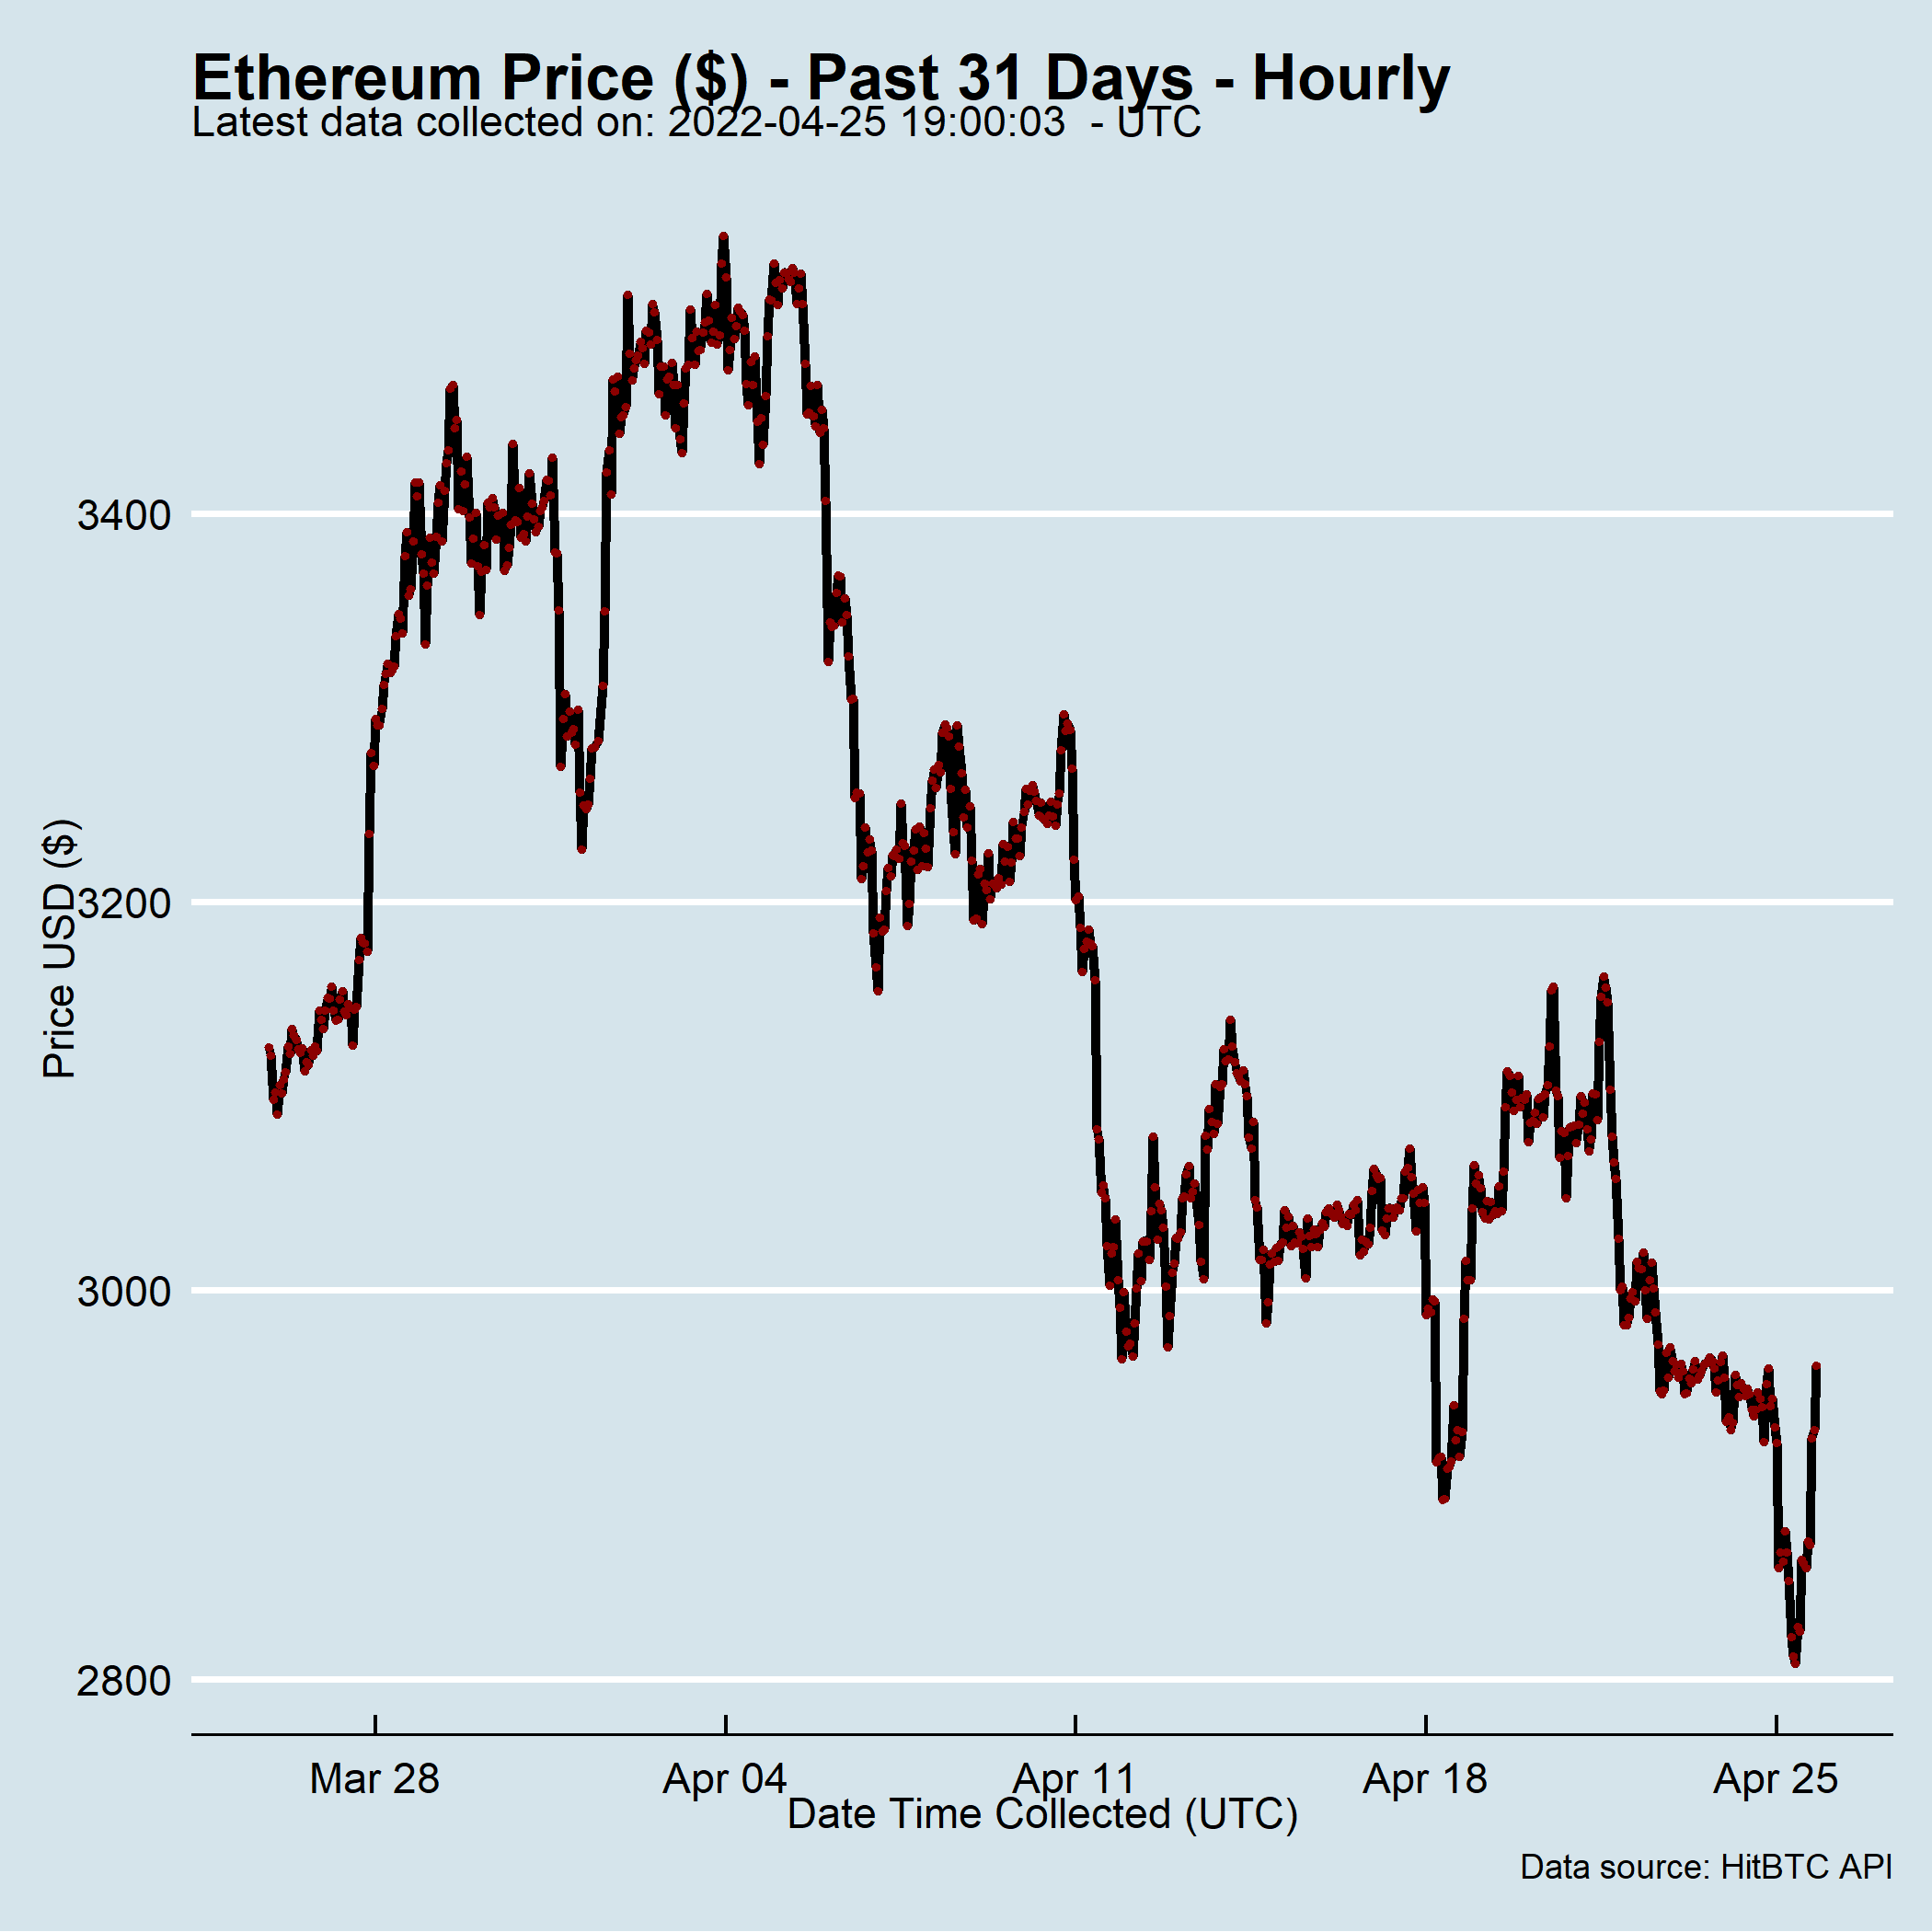 Ethereum Price ($) - Past 31 Days - Hourly
Latest data collected on: 2022-04-25 19:00:03  - UTC
Price USD ($)
3400
3200
3000
2800
Mar 28 Apr 04 Apr 11 Apr 18 Apr 25
Date Time Collected (UTC)
Data source: HitBTC API